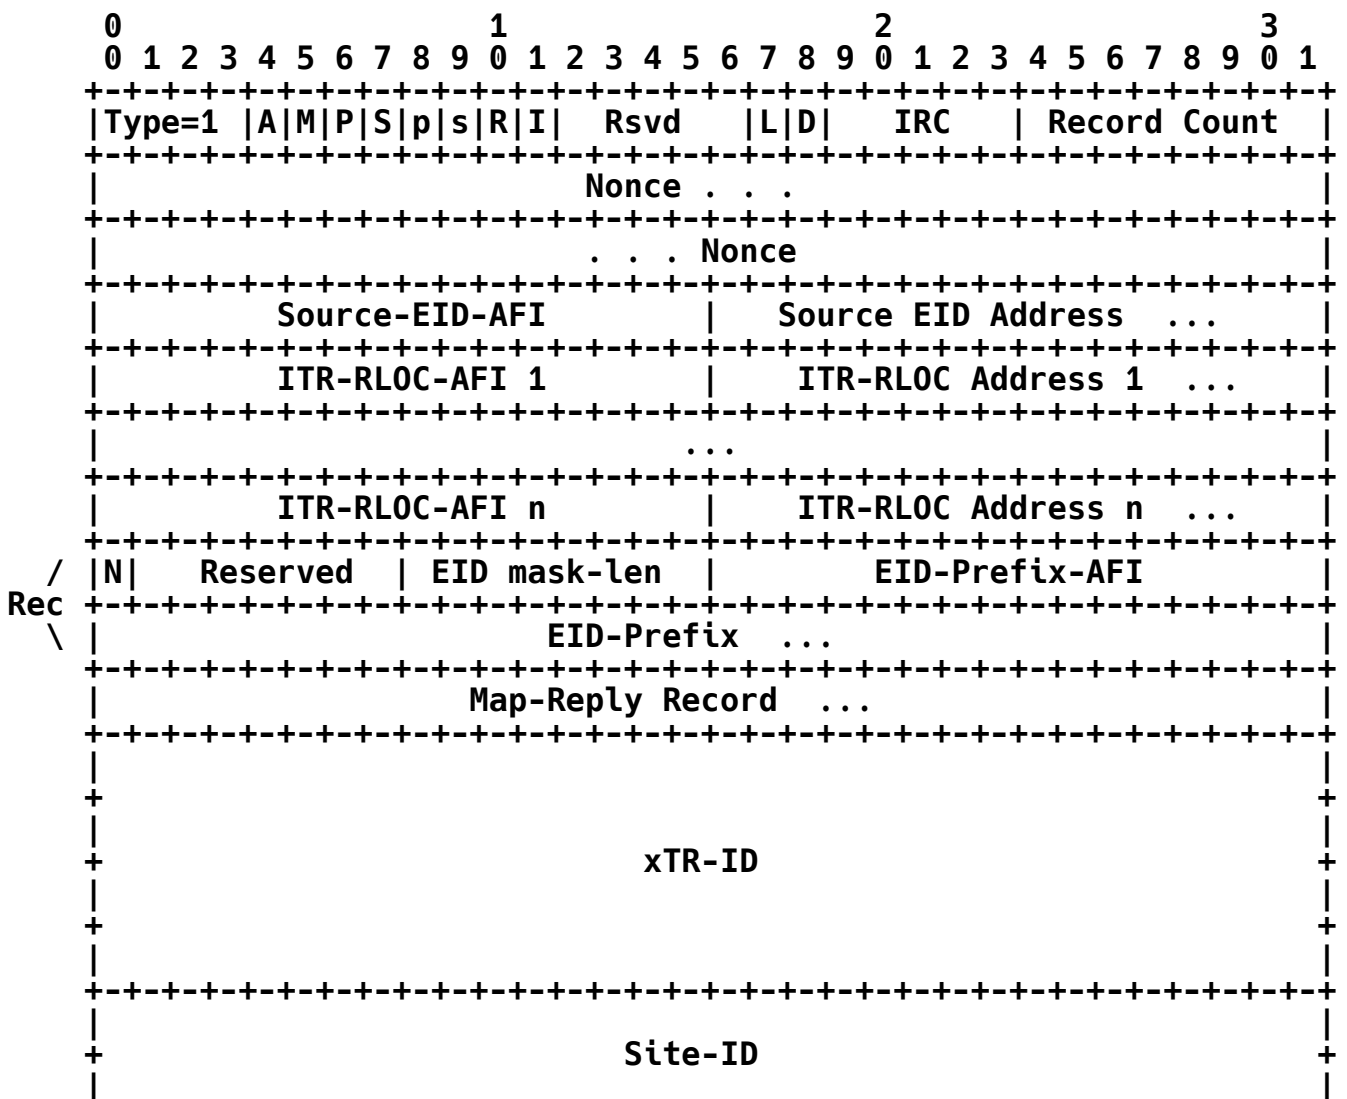 0                   1                   2                   3
        0 1 2 3 4 5 6 7 8 9 0 1 2 3 4 5 6 7 8 9 0 1 2 3 4 5 6 7 8 9 0 1
       +-+-+-+-+-+-+-+-+-+-+-+-+-+-+-+-+-+-+-+-+-+-+-+-+-+-+-+-+-+-+-+-+
       |Type=1 |A|M|P|S|p|s|R|I|  Rsvd   |L|D|   IRC   | Record Count  |
       +-+-+-+-+-+-+-+-+-+-+-+-+-+-+-+-+-+-+-+-+-+-+-+-+-+-+-+-+-+-+-+-+
       |                         Nonce . . .                           |
       +-+-+-+-+-+-+-+-+-+-+-+-+-+-+-+-+-+-+-+-+-+-+-+-+-+-+-+-+-+-+-+-+
       |                         . . . Nonce                           |
       +-+-+-+-+-+-+-+-+-+-+-+-+-+-+-+-+-+-+-+-+-+-+-+-+-+-+-+-+-+-+-+-+
       |         Source-EID-AFI        |   Source EID Address  ...     |
       +-+-+-+-+-+-+-+-+-+-+-+-+-+-+-+-+-+-+-+-+-+-+-+-+-+-+-+-+-+-+-+-+
       |         ITR-RLOC-AFI 1        |    ITR-RLOC Address 1  ...    |
       +-+-+-+-+-+-+-+-+-+-+-+-+-+-+-+-+-+-+-+-+-+-+-+-+-+-+-+-+-+-+-+-+
       |                              ...                              |
       +-+-+-+-+-+-+-+-+-+-+-+-+-+-+-+-+-+-+-+-+-+-+-+-+-+-+-+-+-+-+-+-+
       |         ITR-RLOC-AFI n        |    ITR-RLOC Address n  ...    |
       +-+-+-+-+-+-+-+-+-+-+-+-+-+-+-+-+-+-+-+-+-+-+-+-+-+-+-+-+-+-+-+-+
     / |N|   Reserved  | EID mask-len  |        EID-Prefix-AFI         |
   Rec +-+-+-+-+-+-+-+-+-+-+-+-+-+-+-+-+-+-+-+-+-+-+-+-+-+-+-+-+-+-+-+-+
     \ |                       EID-Prefix  ...                         |
       +-+-+-+-+-+-+-+-+-+-+-+-+-+-+-+-+-+-+-+-+-+-+-+-+-+-+-+-+-+-+-+-+
       |                   Map-Reply Record  ...                       |
       +-+-+-+-+-+-+-+-+-+-+-+-+-+-+-+-+-+-+-+-+-+-+-+-+-+-+-+-+-+-+-+-+
       |                                                               |
       +                                                               +
       |                                                               |
       +                            xTR-ID                             +
       |                                                               |
       +                                                               +
       |                                                               |
       +-+-+-+-+-+-+-+-+-+-+-+-+-+-+-+-+-+-+-+-+-+-+-+-+-+-+-+-+-+-+-+-+
       |                                                               |
       +                           Site-ID                             +
       |                                                               |